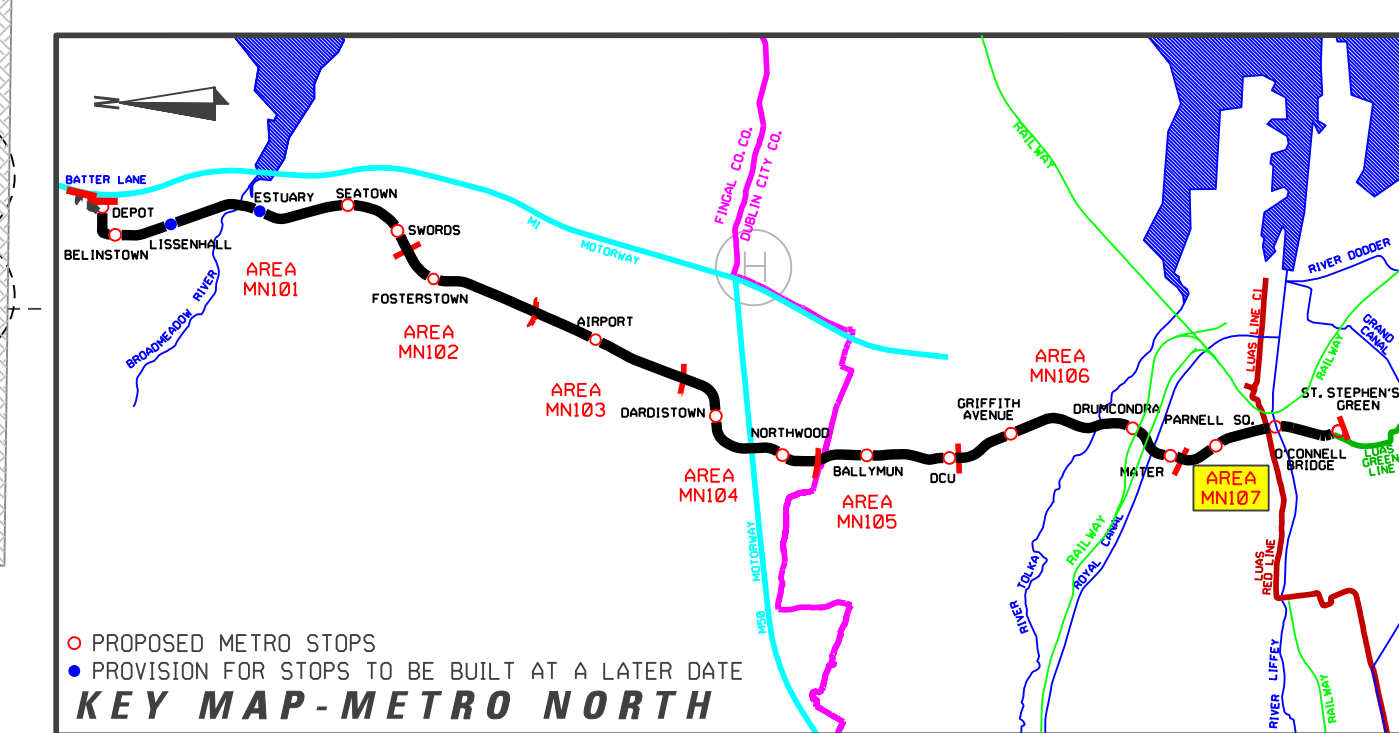 N
BATTER LANE
DEPOT
BELINSTOWN
LISSENHALL
ESTUARY
SEATOWN
SWORDS
FOSTERSTOWN
AREA
MN101
BROADMEADOW RIVER
AREA
MN102
AIRPORT
AREA
MN103
DARDISTOWN
M1
MOTORWAY
FINGAL CO.CO.
DUBLIN CITY CO.
H
NORTHWOOD
AREA
MN104
BALLYMUN
AREA
MN105
DCU
MOTORWAY
M50
GRIFFITH
AVENUE
AREA
MN106
RAILWAY
DRUMCONDRA
MATER
PARNELL SQ.
AREA
MN107
O'CONNELL
BRIDGE
ST. STEPHEN'S
GREEN
LUAS
GREEN
LINE
LUAS LINE C1
RIVER DODDER
GRAND
CANAL
RAILWAY
RIVER TOLKA
RAILWAY
ROYAL CANAL
LUAS
RED LINE
RIVER LIFFEY
RAILWAY
PROPOSED METRO STOPS
PROVISION FOR STOPS TO BE BUILT AT A LATER DATE
KEY MAP-METRO NORTH